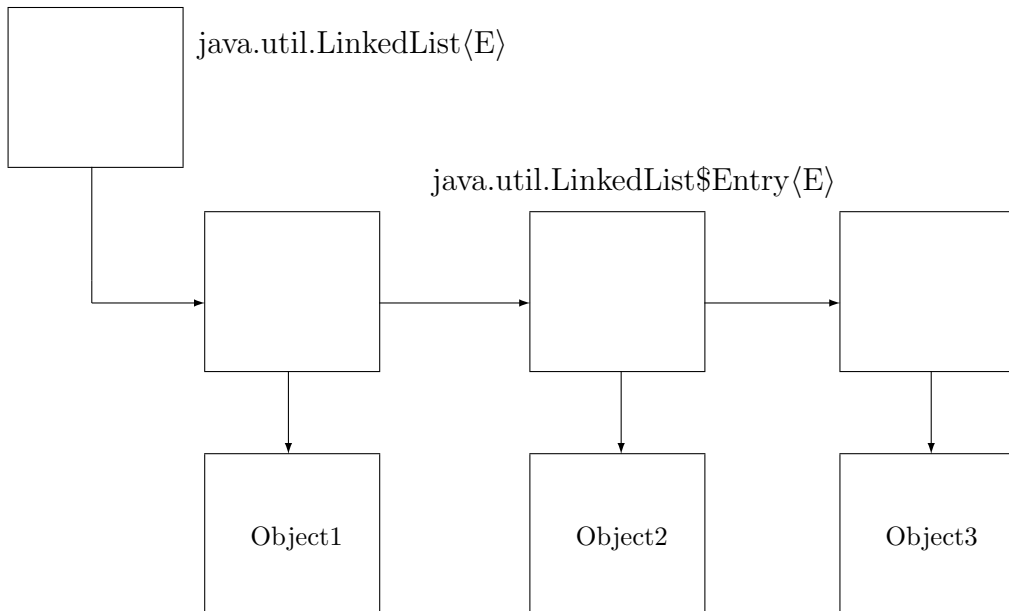 java.util.LinkedList⟨E⟩
java.util.LinkedList$Entry⟨E⟩
Object1
Object2
Object3